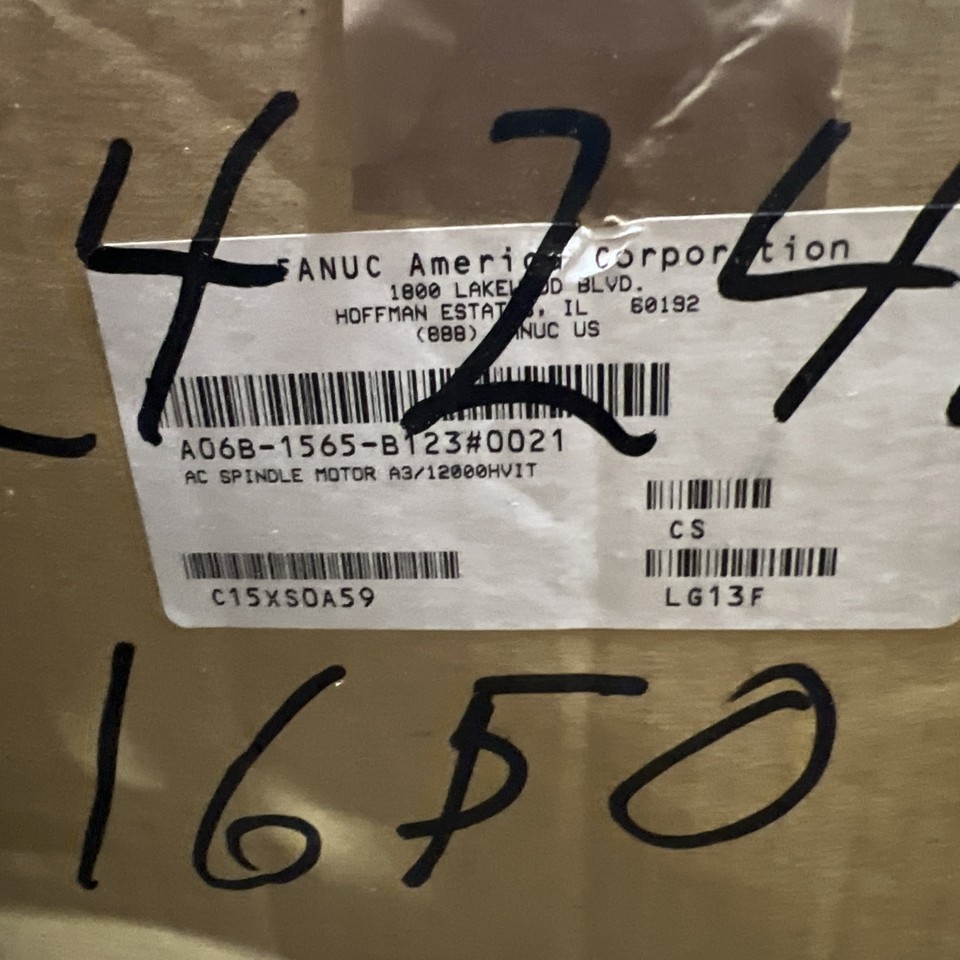 424
FANUC America Corporation
1800 LAKEWOOD BLVD.
HOFFMAN ESTATES, IL 60192
(888) FANUC US
A06B-1565-B123#0021
AC SPINDLE MOTOR A3/12000HVIT
CS
C15XS0A59
LG13F
1650